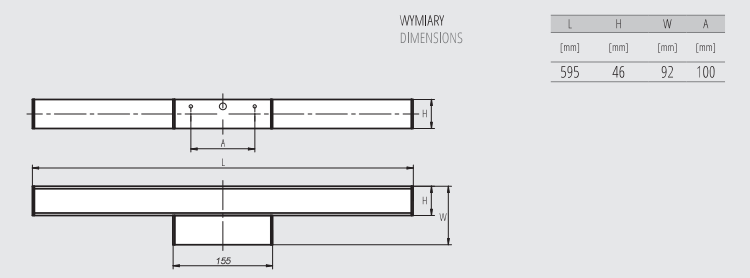 WYMIARY
DIMENSIONS
L H W A
[mm] [mm] [mm] [mm]
595 46 92 100
H
A
L
H
W
155